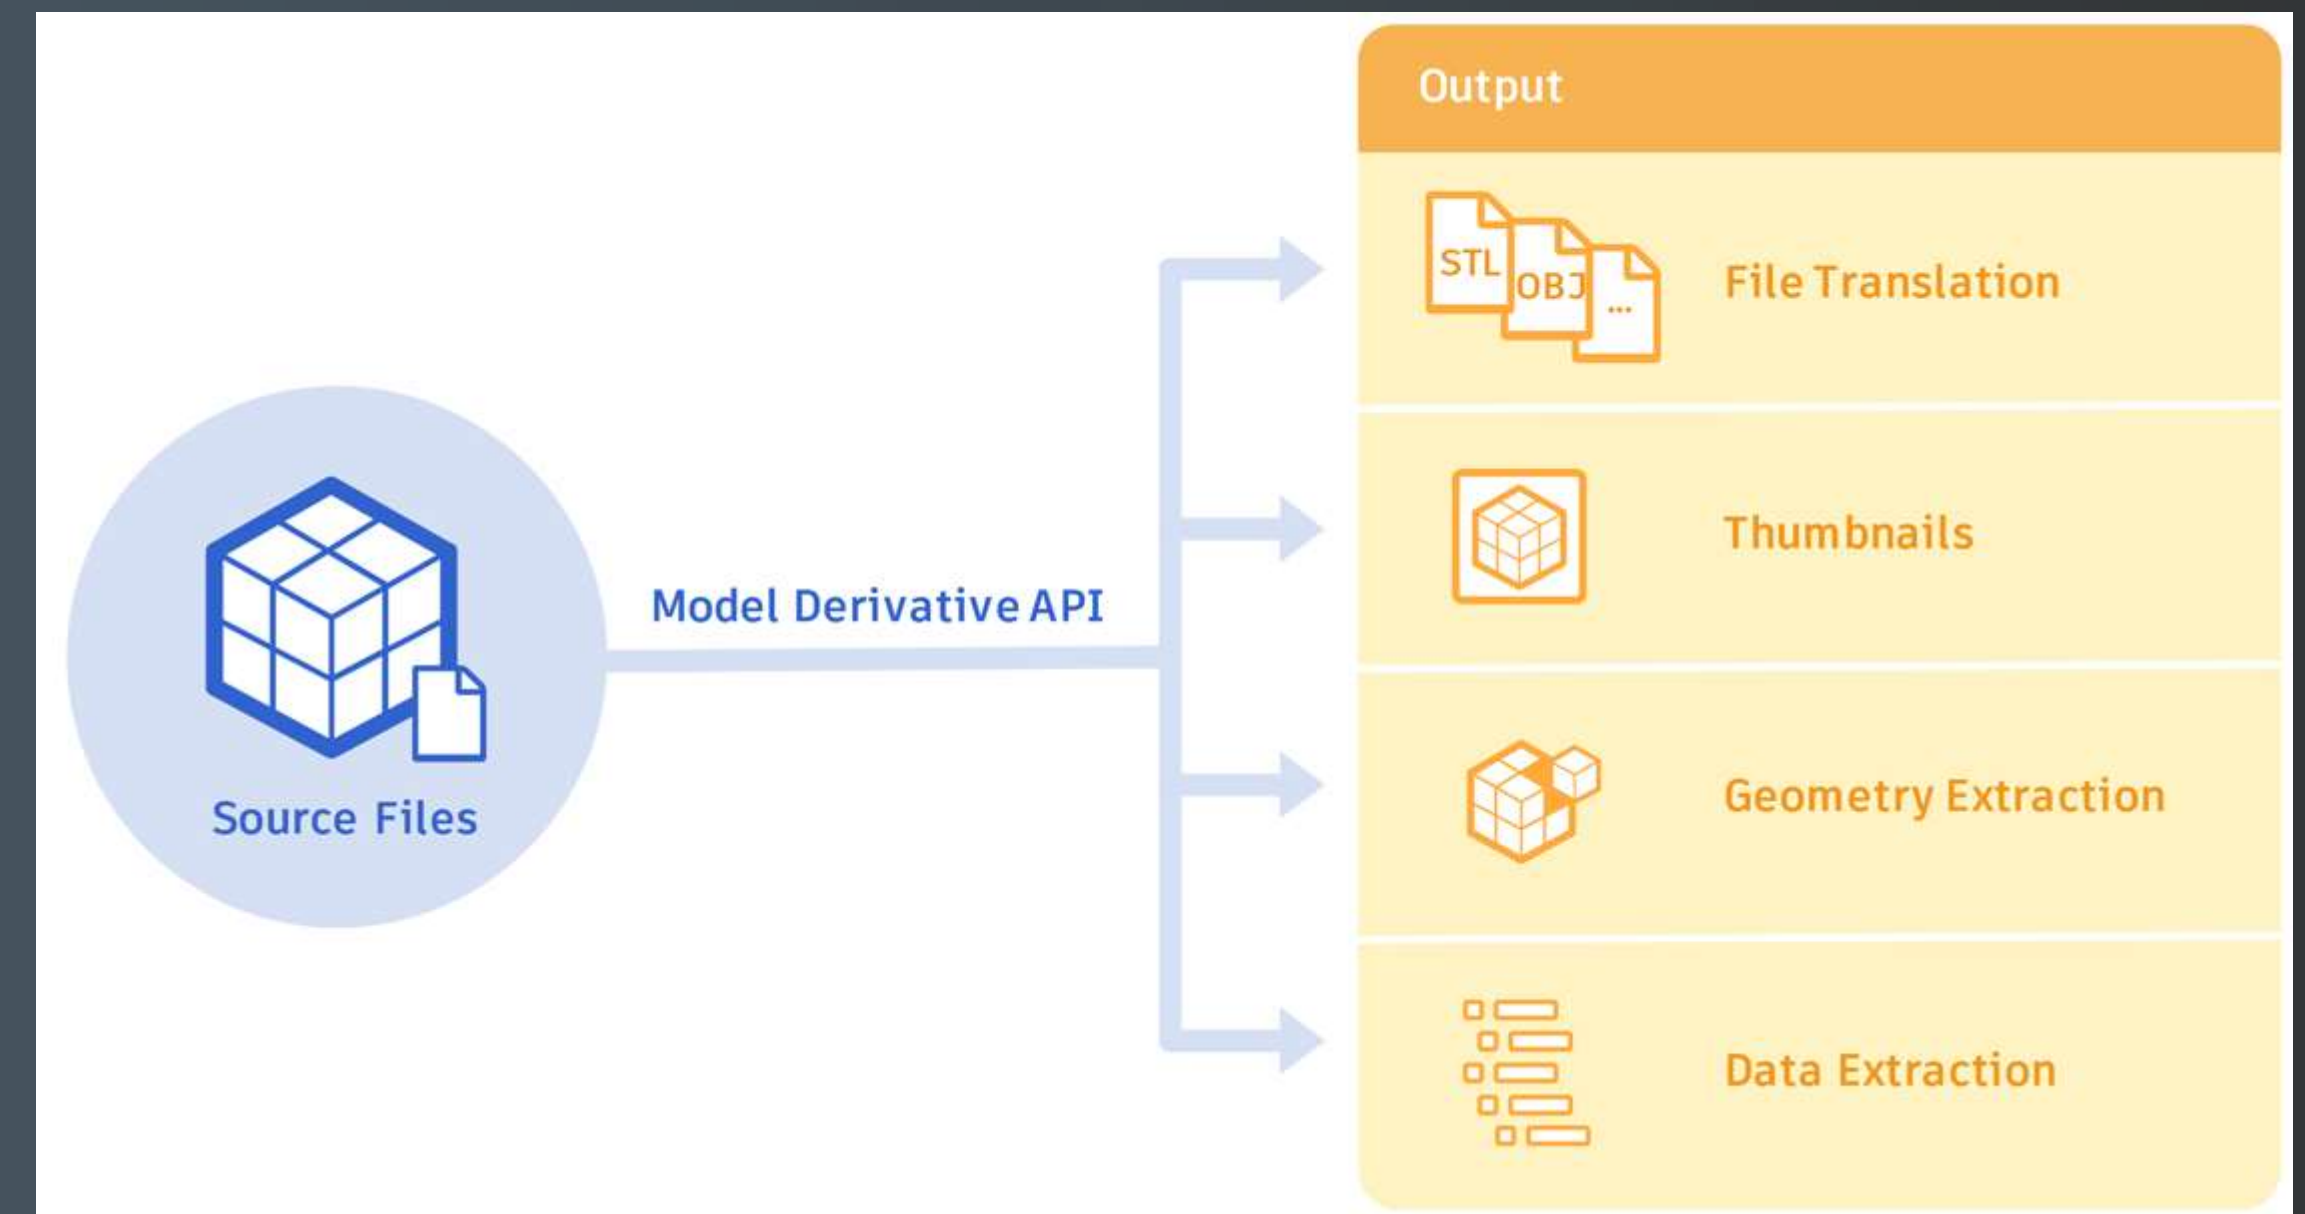 Output
STL
OBJ
...
File Translation
Thumbnails
Model Derivative API
Source Files
Geometry Extraction
Data Extraction